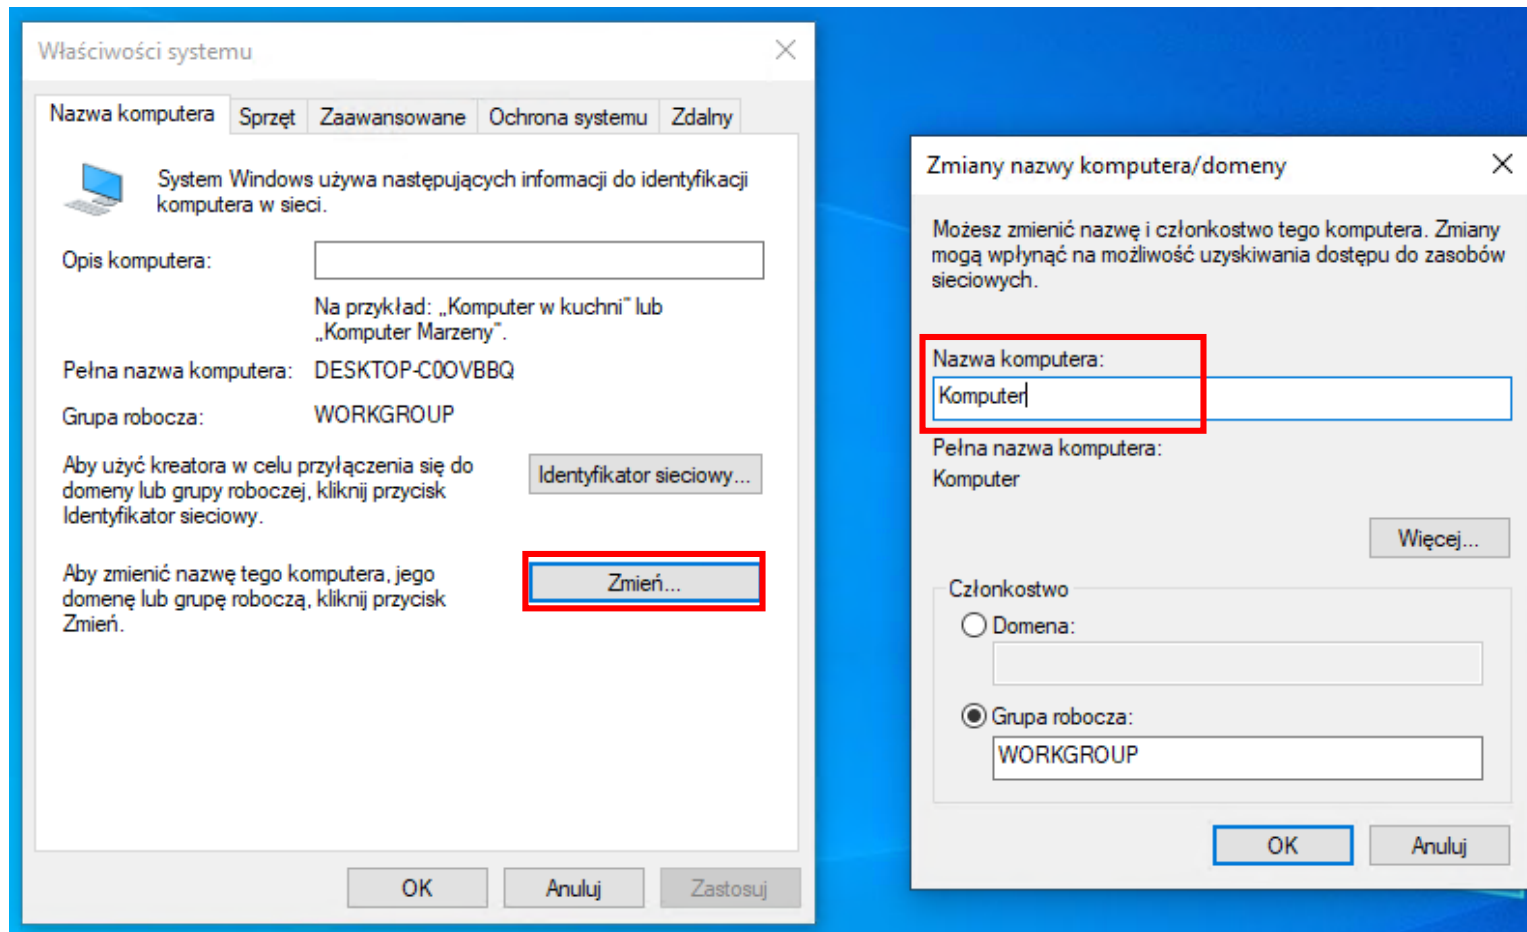 Właściwości systemu
Nazwa komputera
Sprzęt
Zaawansowane
Ochrona systemu
Zdalny
System Windows używa następujących informacji do identyfikacji
komputera w sieci.
Opis komputera:
Na przykład: „Komputer w kuchni” lub
„Komputer Marzeny”.
Pełna nazwa komputera: DESKTOP-C0OVBBQ
Grupa robocza: WORKGROUP
Aby użyć kreatora w celu przyłączenia się do
domeny lub grupy roboczej, kliknij przycisk
Identyfikator sieciowy.
Identyfikator sieciowy...
Aby zmienić nazwę tego komputera, jego
domenę lub grupę roboczą, kliknij przycisk
Zmień.
Zmień...
OK
Anuluj
Zastosuj
Zmiany nazwy komputera/domeny
Możesz zmienić nazwę i członkostwo tego komputera. Zmiany
mogą wpłynąć na możliwość uzyskiwania dostępu do zasobów
sieciowych.
Nazwa komputera:
Komputer
Pełna nazwa komputera:
Komputer
Więcej...
Członkostwo
Domena:
Grupa robocza:
WORKGROUP
OK
Anuluj